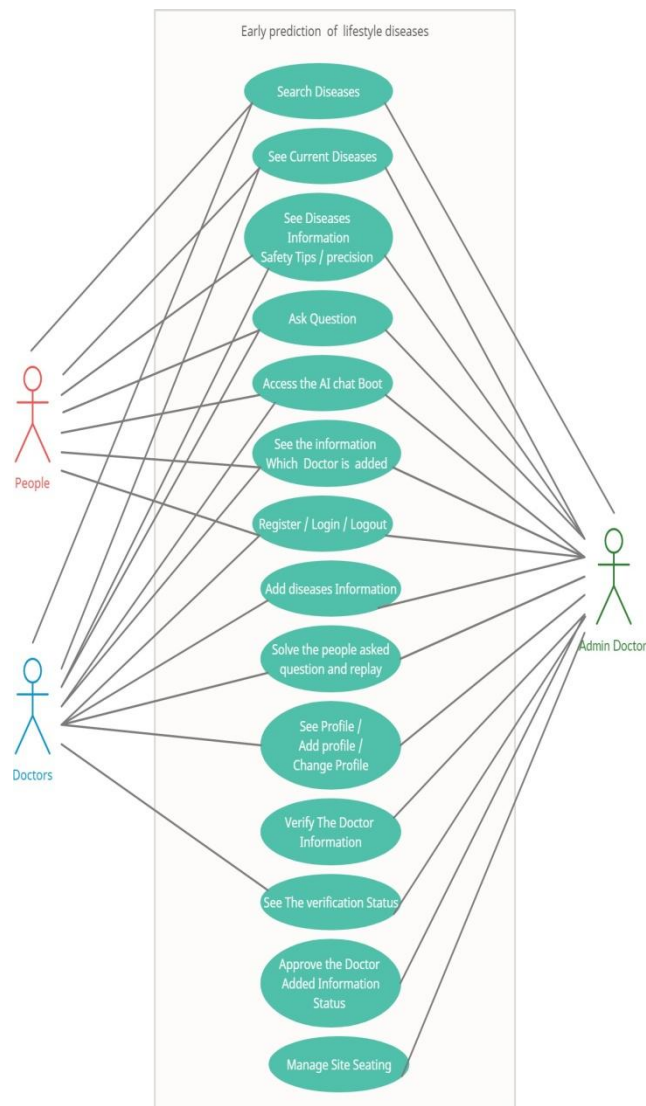 Early prediction of lifestyle diseases
Search Diseases
See Current Diseases
See Diseases
Information
Safety Tips / precision
Ask Question
Access the AI chat Boot
See the information
Which Doctor is added
Register / Login / Logout
Add diseases Information
Solve the people asked
question and replay
See Profile /
Add profile /
Change Profile
Verify The Doctor
Information
See The verification Status
Approve the Doctor
Added Information
Status
Manage Site Seating
People
Doctors
Admin Doctor